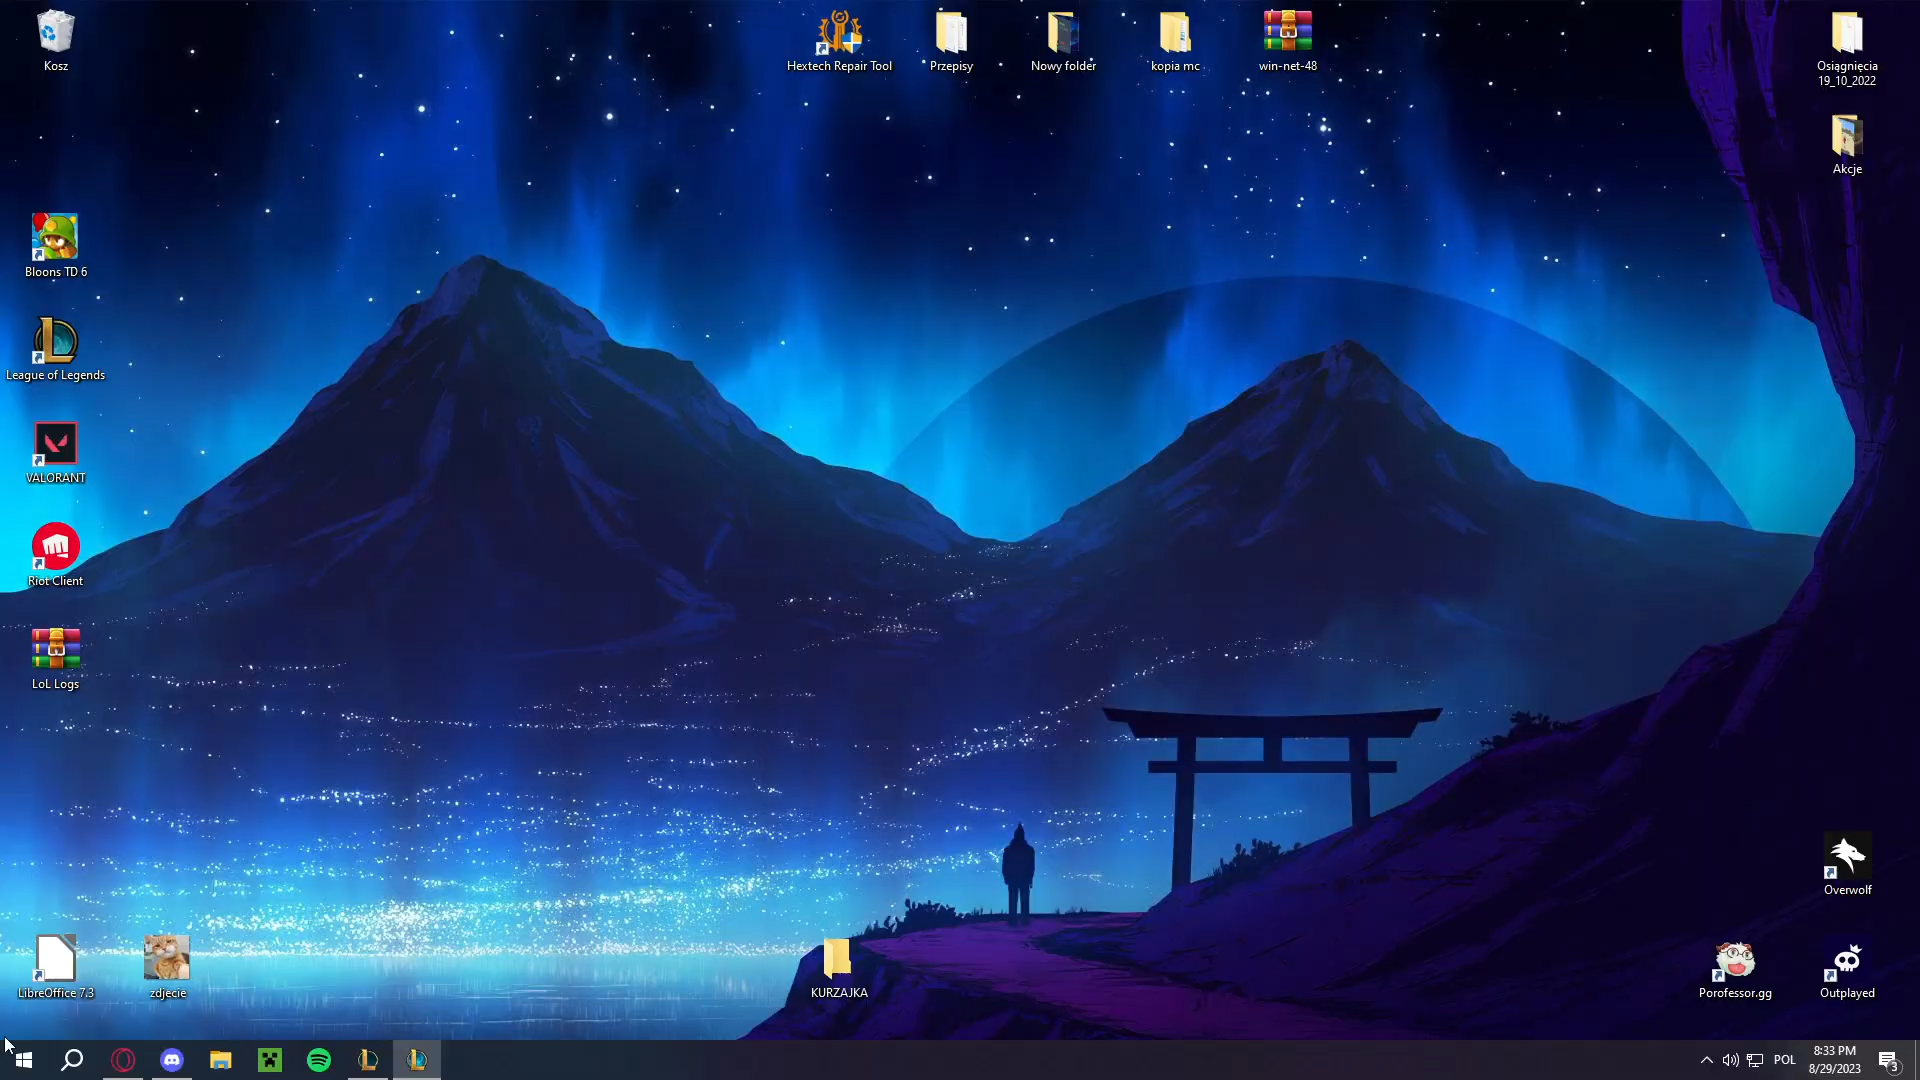 Kosz
Hextech Repair Tool
Przepisy
Nowy folder
kopia mc
win-net-48
Osiągnięcia
19_10_2022
Akcje
Bloons TD 6
League of Legends
VALORANT
Riot Client
LoL Logs
Overwolf
LibreOffice 7.3
zdjecie
KURZAJKA
Porofessor.gg
Outplayed
POL
8:33 PM
8/29/2023
3